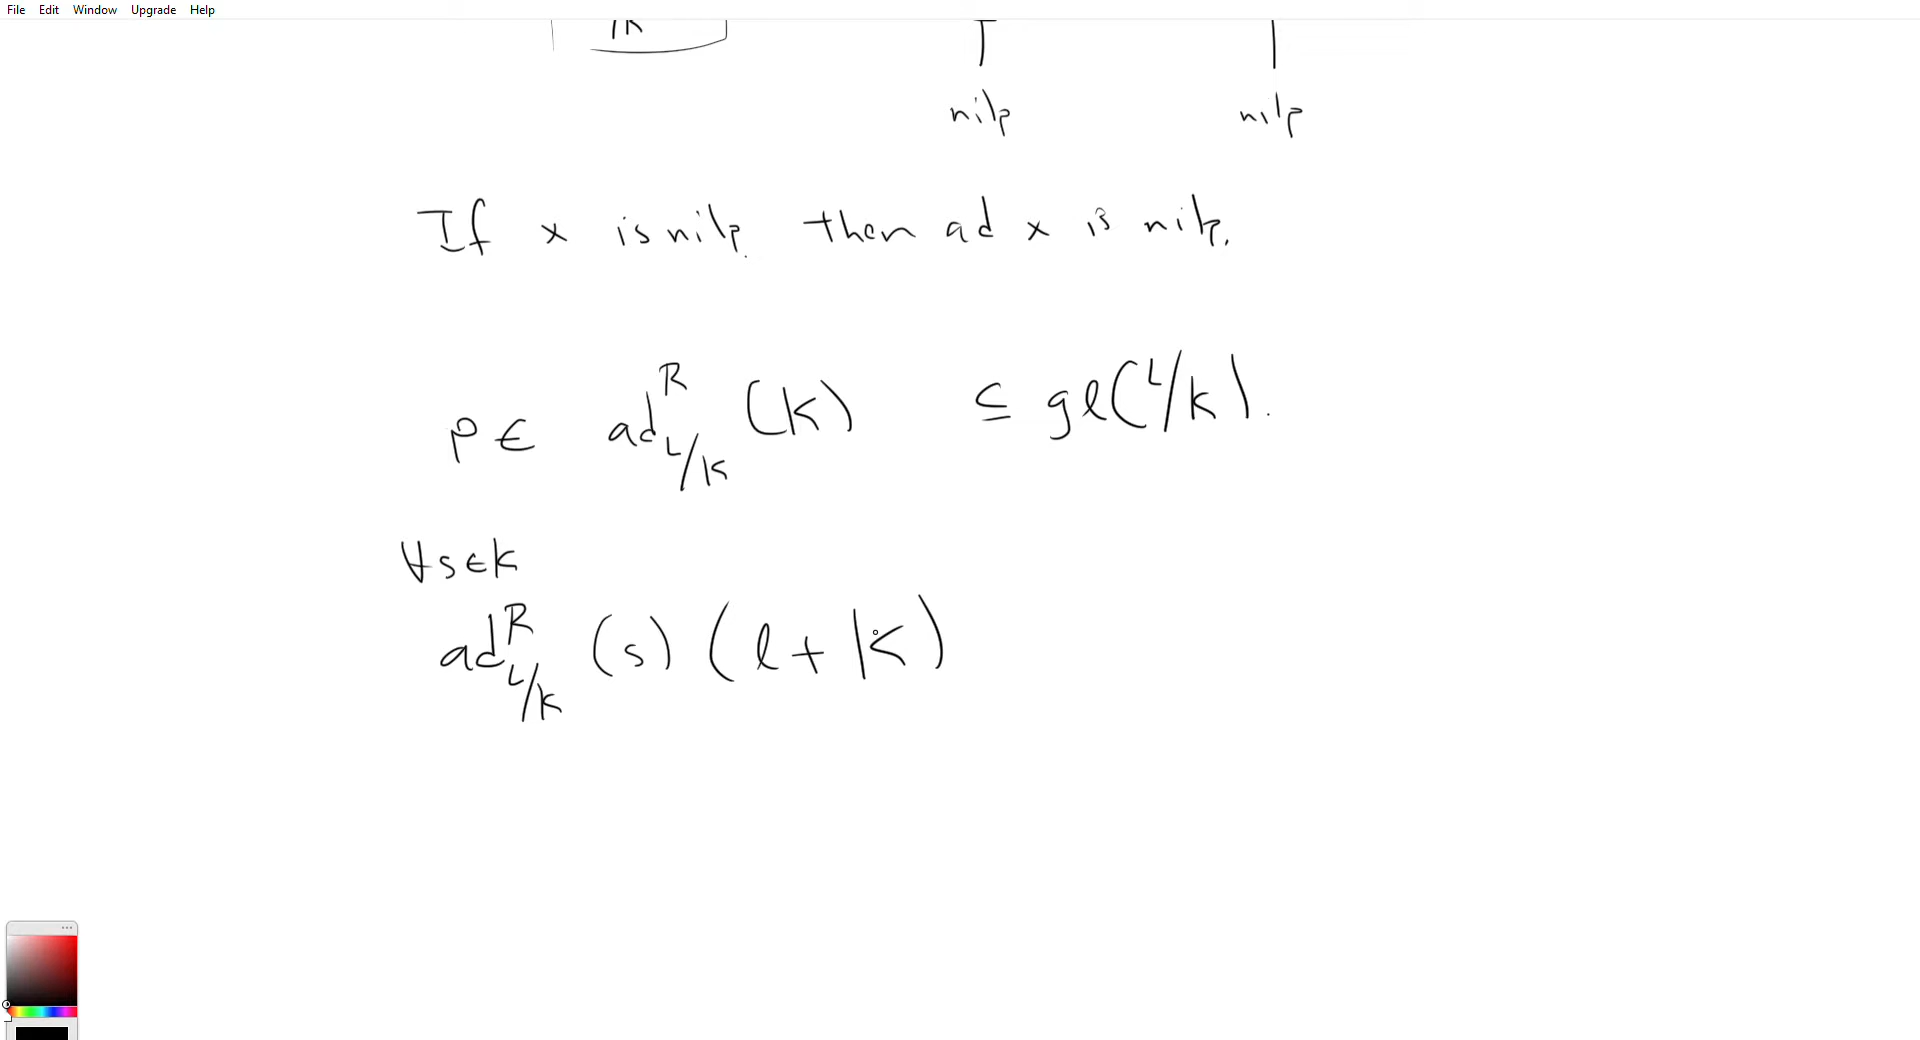 File Edit Window Upgrade Help
nilp nilp
If x is nilp. then ad x is nilp.
p ∈ ad^R_{L/K} (K) ⊆ gl(L/K).
∀s∈K
ad^R_{L/K} (s) (l + K)